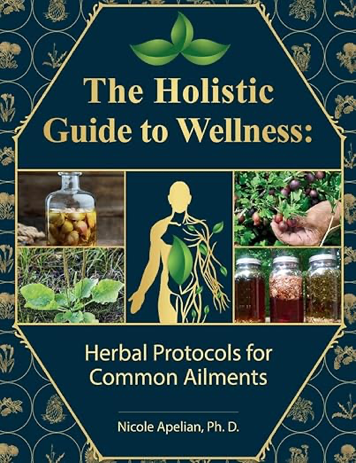 The Holistic
Guide to Wellness:
Herbal Protocols for
Common Ailments
Nicole Apelian, Ph. D.